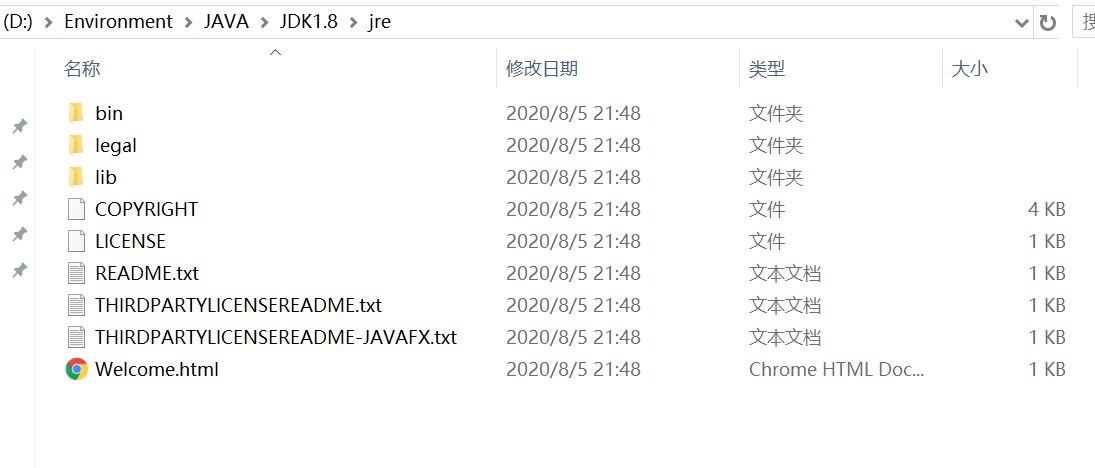 (D:) > Environment > JAVA > JDK1.8 > jre
名称 修改日期 类型 大小
bin 2020/8/5 21:48 文件夹
legal 2020/8/5 21:48 文件夹
lib 2020/8/5 21:48 文件夹
COPYRIGHT 2020/8/5 21:48 文件 4 KB
LICENSE 2020/8/5 21:48 文件 1 KB
README.txt 2020/8/5 21:48 文本文档 1 KB
THIRDPARTYLICENSEREADME.txt 2020/8/5 21:48 文本文档 1 KB
THIRDPARTYLICENSEREADME-JAVAFX.txt 2020/8/5 21:48 文本文档 1 KB
Welcome.html 2020/8/5 21:48 Chrome HTML Doc... 1 KB